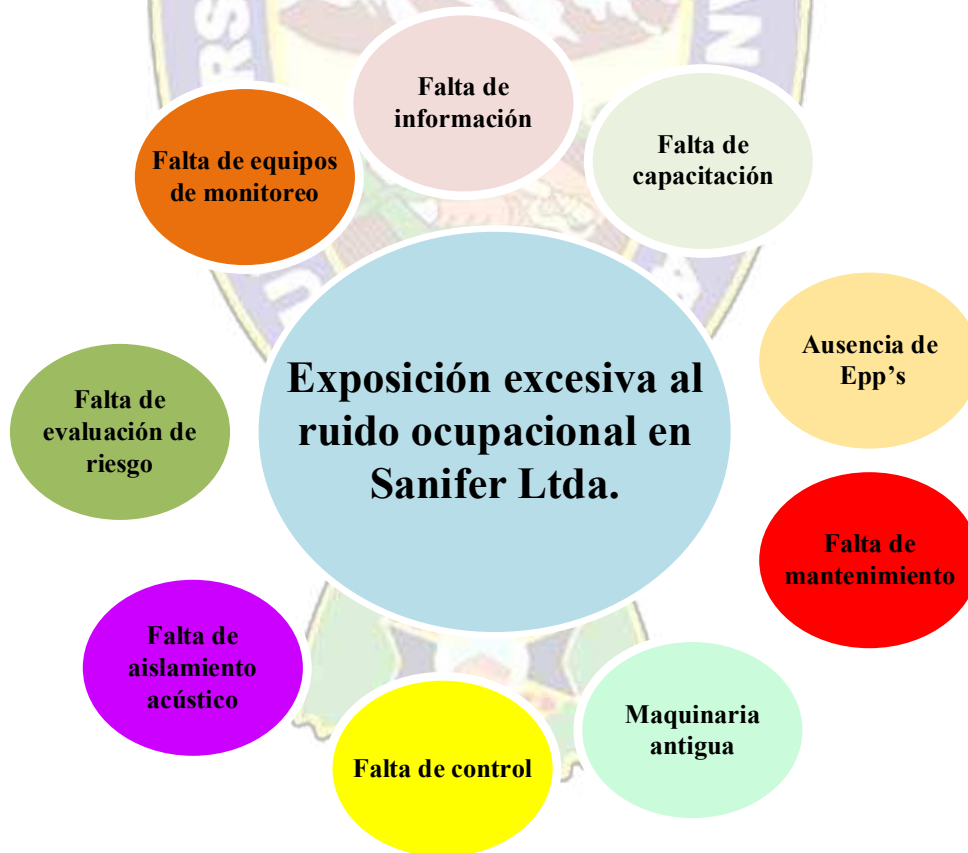 Falta de
información
Falta de
capacitación
Ausencia de
Epp’s
Falta de
mantenimiento
Maquinaria
antigua
Falta de control
Falta de
aislamiento
acústico
Falta de
evaluación de
riesgo
Falta de equipos
de monitoreo
Exposición excesiva al
ruido ocupacional en
Sanifer Ltda.